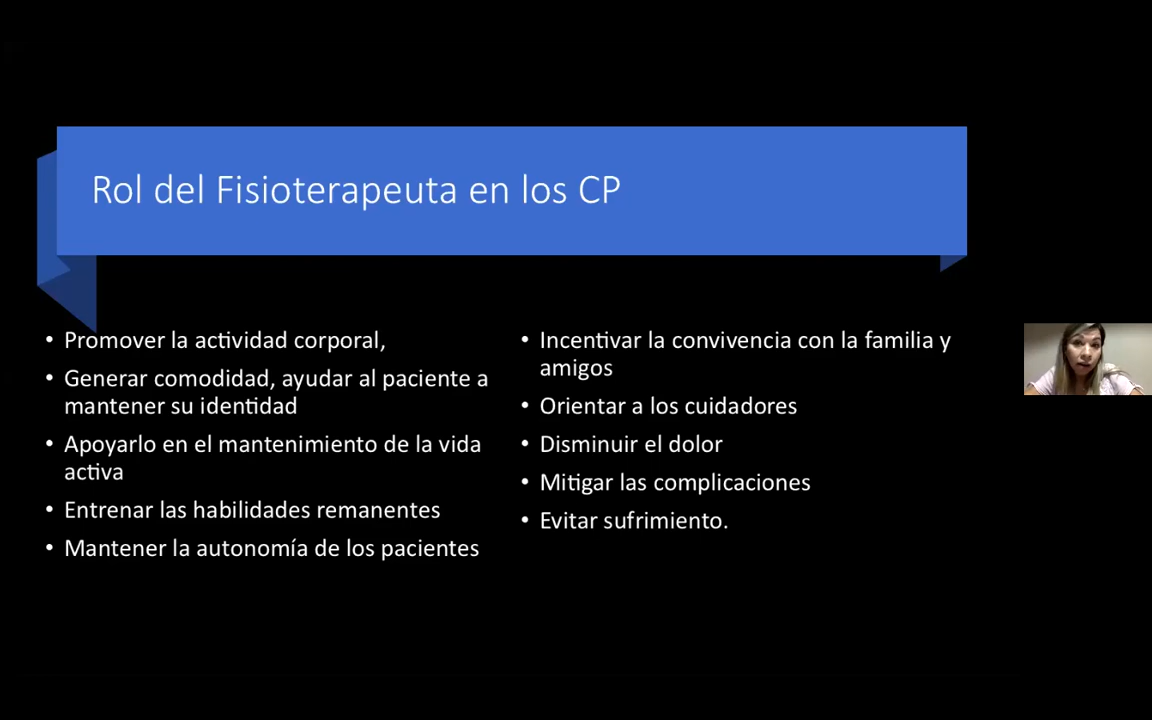 Rol del Fisioterapeuta en los CP
• Promover la actividad corporal,
• Generar comodidad, ayudar al paciente a
mantener su identidad
• Apoyarlo en el mantenimiento de la vida
activa
• Entrenar las habilidades remanentes
• Mantener la autonomía de los pacientes
• Incentivar la convivencia con la familia y
amigos
• Orientar a los cuidadores
• Disminuir el dolor
• Mitigar las complicaciones
• Evitar sufrimiento.